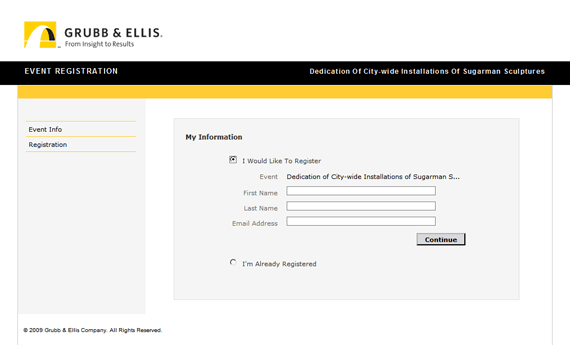 GRUBB & ELLIS.
From Insight to Results
EVENT REGISTRATION
Dedication Of City-wide Installations Of Sugarman Sculptures
Event Info
Registration
My Information
I Would Like To Register
Event Dedication of City-wide Installations of Sugarman S...
First Name
Last Name
Email Address
Continue
I'm Already Registered
© 2009 Grubb & Ellis Company. All Rights Reserved.